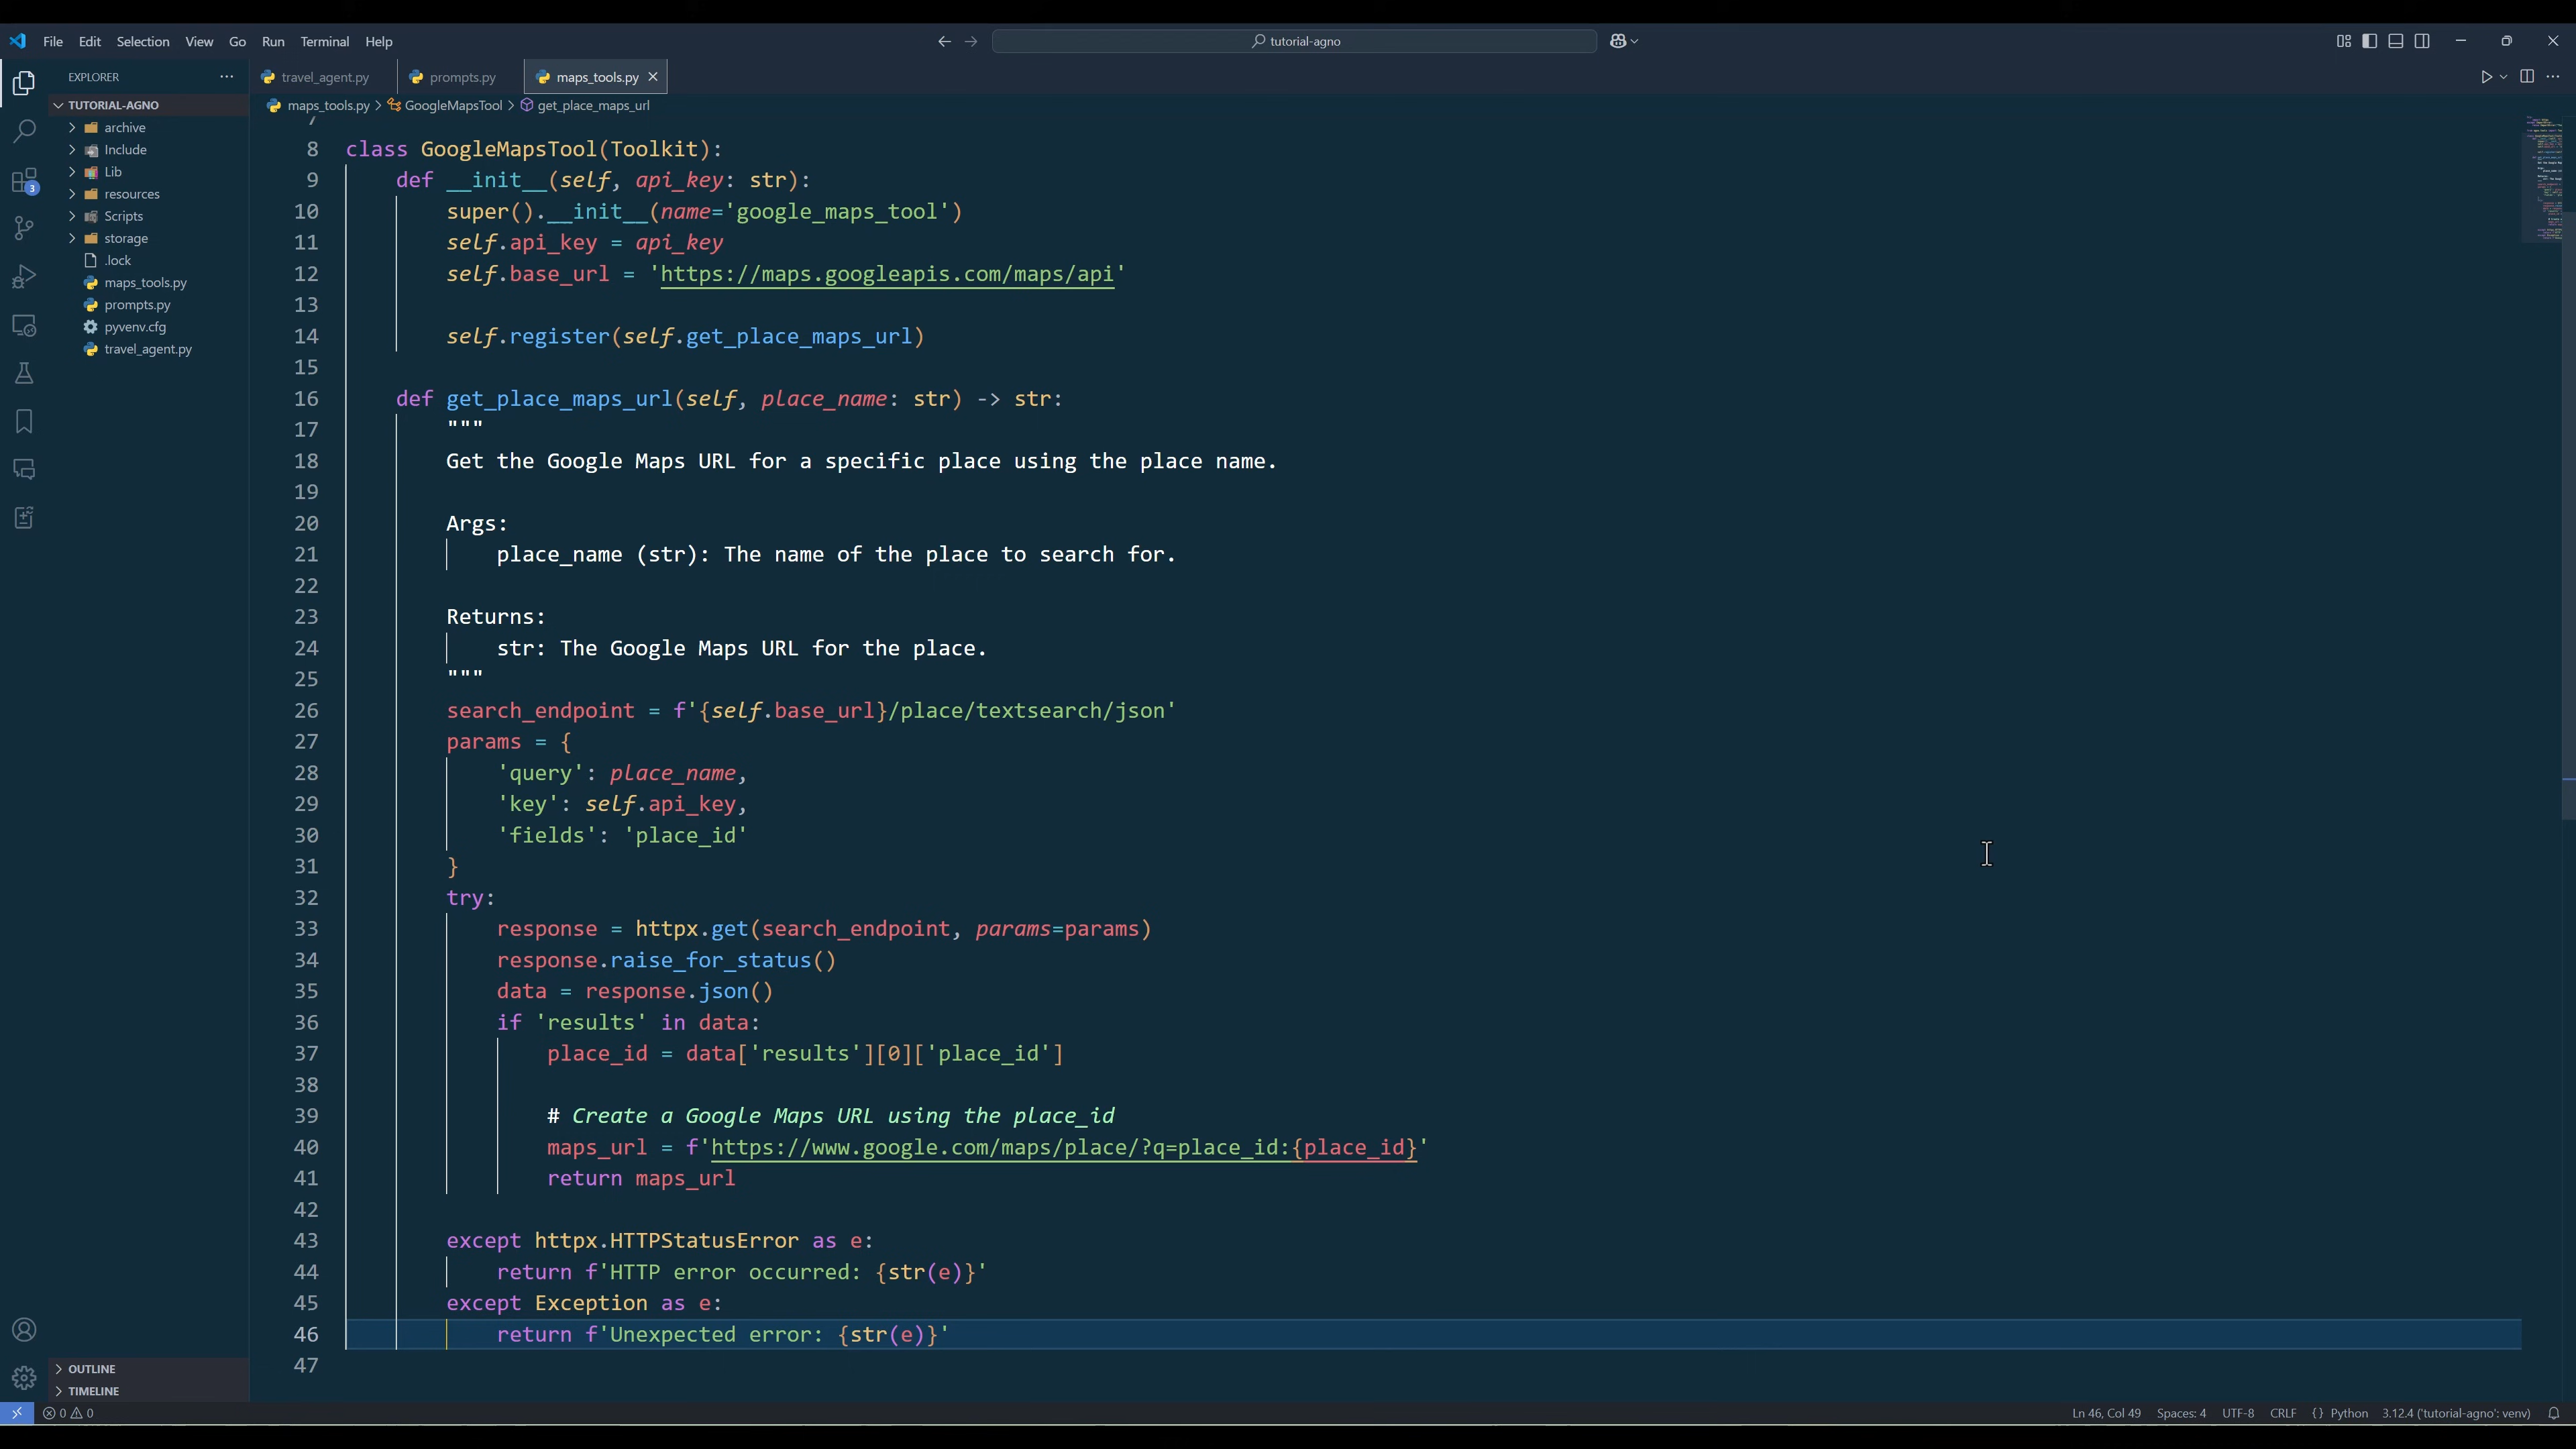 File Edit Selection View Go Run Terminal Help
tutorial-agno
EXPLORER
travel_agent.py
prompts.py
maps_tools.py
TUTORIAL-AGNO
maps_tools.py > GoogleMapsTool > get_place_maps_url
archive
Include
Lib
resources
Scripts
storage
.lock
maps_tools.py
prompts.py
pyvenv.cfg
travel_agent.py
3
7
8 class GoogleMapsTool(Toolkit):
9 def __init__(self, api_key: str):
10 super().__init__(name='google_maps_tool')
11 self.api_key = api_key
12 self.base_url = 'https://maps.googleapis.com/maps/api'
13
14 self.register(self.get_place_maps_url)
15
16 def get_place_maps_url(self, place_name: str) -> str:
17 """
18 Get the Google Maps URL for a specific place using the place name.
19
20 Args:
21 place_name (str): The name of the place to search for.
22
23 Returns:
24 str: The Google Maps URL for the place.
25 """
26 search_endpoint = f'{self.base_url}/place/textsearch/json'
27 params = {
28 'query': place_name,
29 'key': self.api_key,
30 'fields': 'place_id'
31 }
32 try:
33 response = httpx.get(search_endpoint, params=params)
34 response.raise_for_status()
35 data = response.json()
36 if 'results' in data:
37 place_id = data['results'][0]['place_id']
38
39 # Create a Google Maps URL using the place_id
40 maps_url = f'https://www.google.com/maps/place/?q=place_id:{place_id}'
41 return maps_url
42
43 except httpx.HTTPStatusError as e:
44 return f'HTTP error occurred: {str(e)}'
45 except Exception as e:
46 return f'Unexpected error: {str(e)}'
47
OUTLINE
TIMELINE
0 0
Ln 46, Col 49 Spaces: 4 UTF-8 CRLF {} Python 3.12.4 ('tutorial-agno': venv)